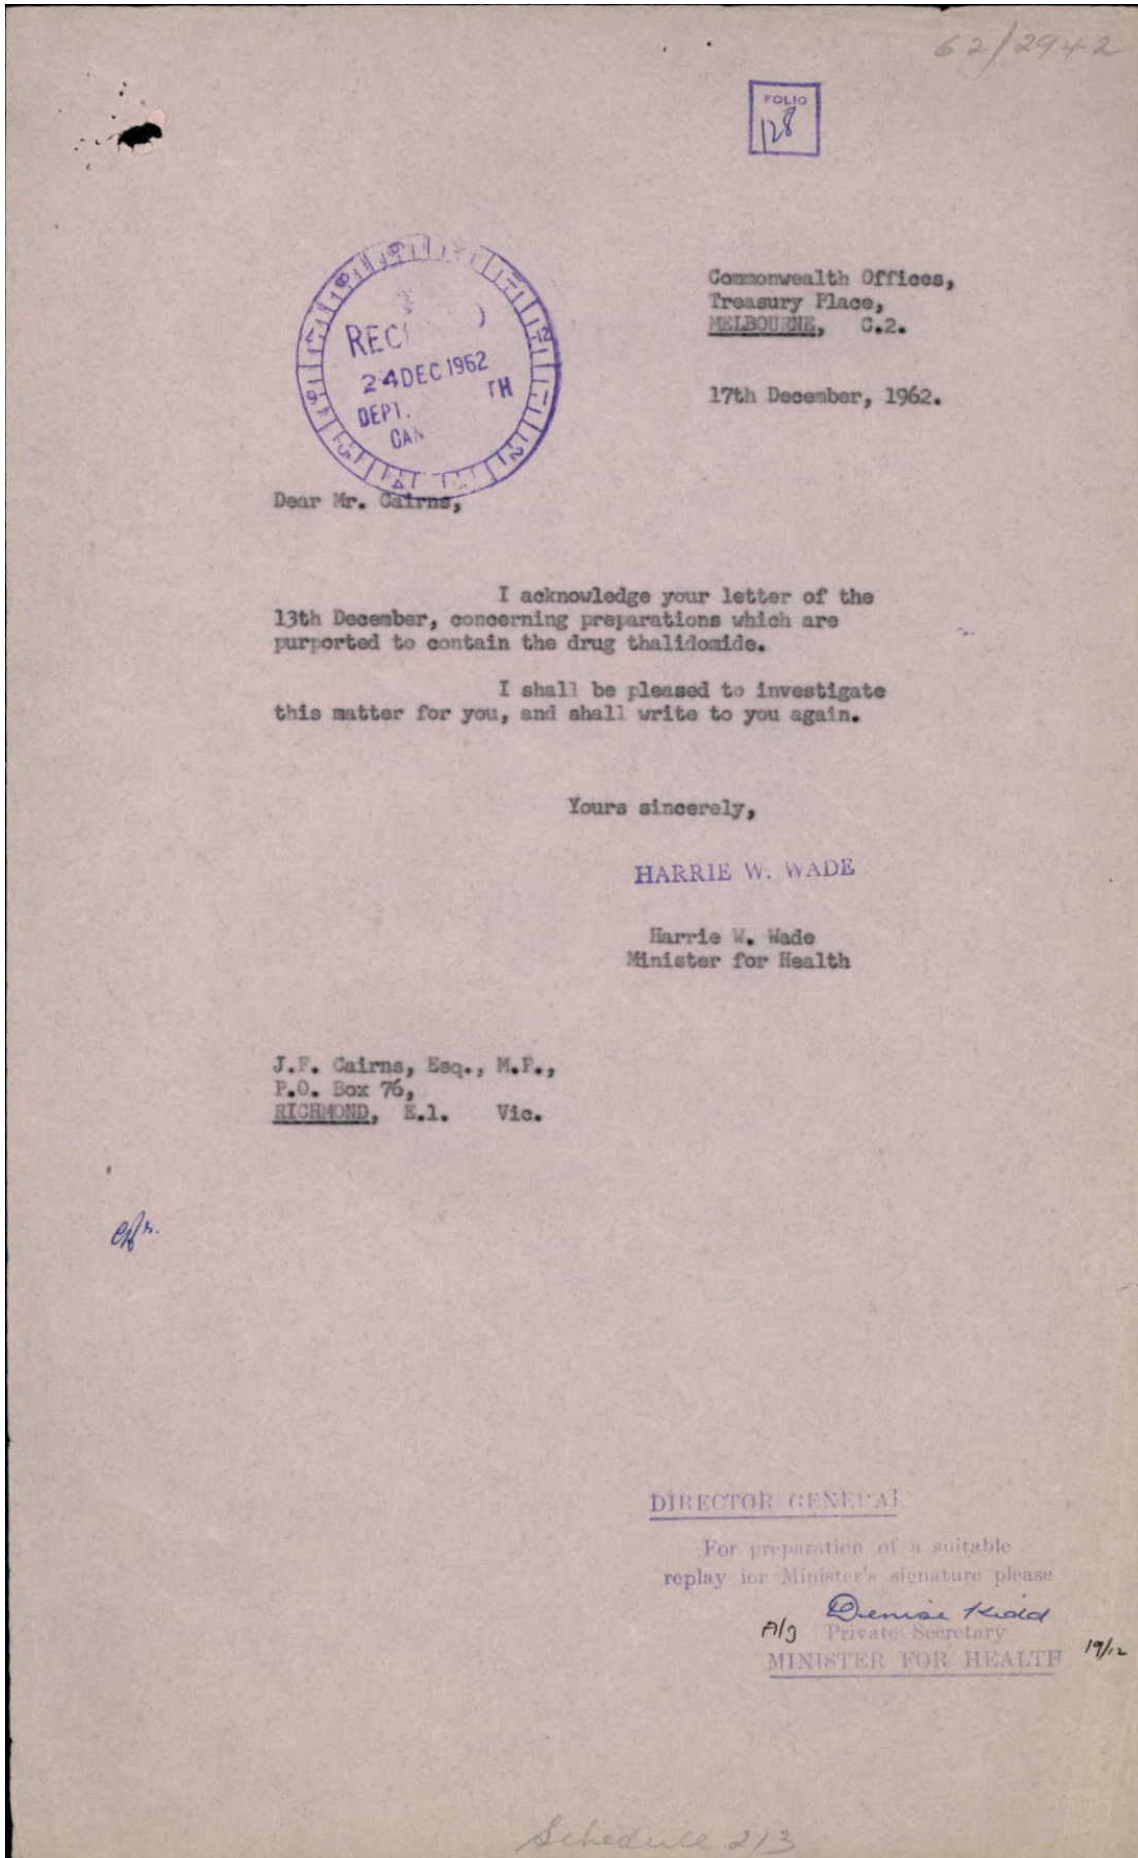 62/2942
FOLIO
128
Commonwealth Offices,
Treasury Place,
MELBOURNE, C.2.
REC
24 DEC 1962
DEPT. TH
CAN
17th December, 1962.
Dear Mr. Cairns,
I acknowledge your letter of the
13th December, concerning preparations which are
purported to contain the drug thalidomide.
I shall be pleased to investigate
this matter for you, and shall write to you again.
Yours sincerely,
HARRIE W. WADE
Harrie W. Wade
Minister for Health
J.F. Cairns, Esq., M.P.,
P.O. Box 76,
RICHMOND, E.1. Vic.
DIRECTOR GENERAL
For preparation of a suitable
replay for Minister's signature please
Denise Kidd
A/g Private Secretary
MINISTER FOR HEALTH 19/12
Schedule 213